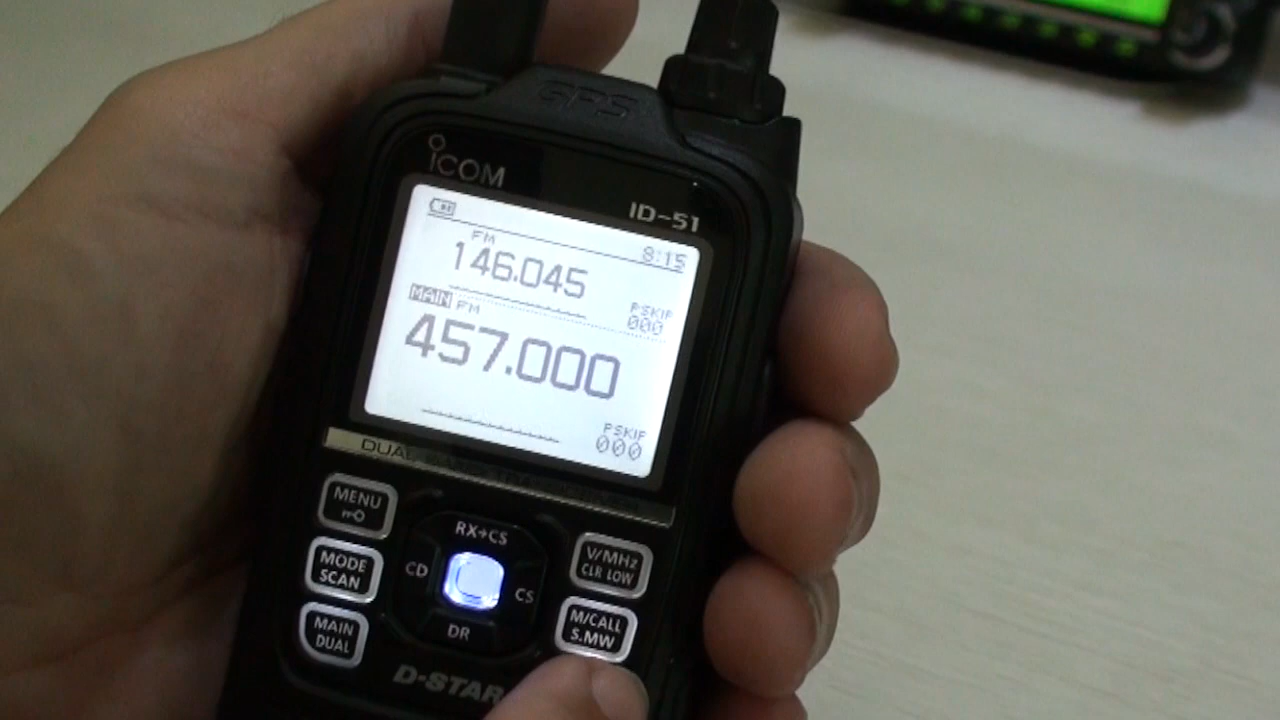 GPS
ICOM
ID-51
8:15
FM
146.045
PSKIP
000
MAIN FM
457.000
PSKIP
000
DUAL BAND
MENU
RX→CS
V/MHz
CLR LOW
MODE
SCAN
CD
CS
M/CALL
S.MW
MAIN
DUAL
DR
D-STAR